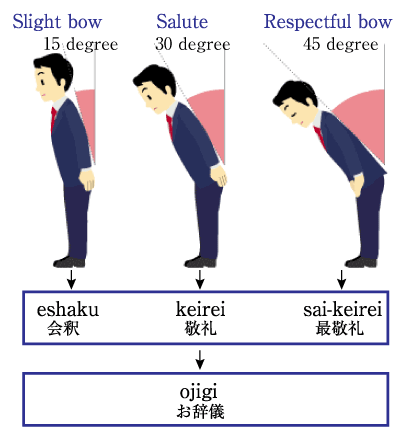 Slight bow
15 degree
Salute
30 degree
Respectful bow
45 degree
eshaku
会釈
keirei
敬礼
sai-keirei
最敬礼
ojigi
お辞儀